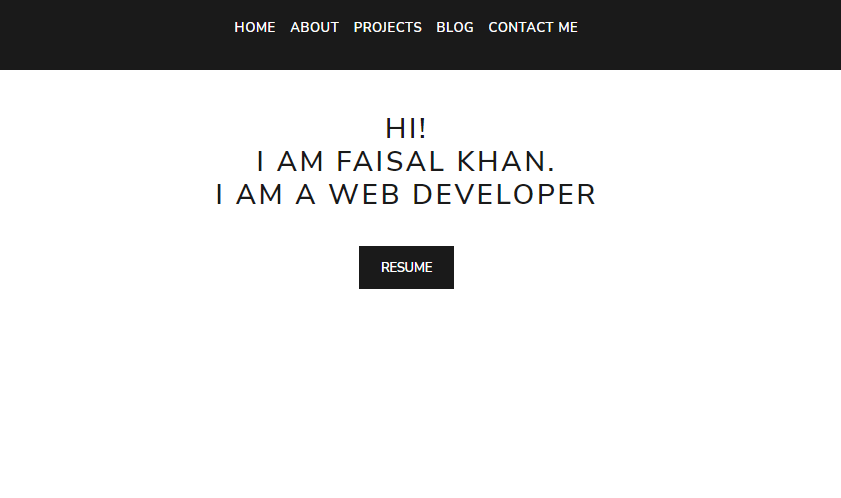 HOME ABOUT PROJECTS BLOG CONTACT ME
HI!
I AM FAISAL KHAN.
I AM A WEB DEVELOPER
RESUME